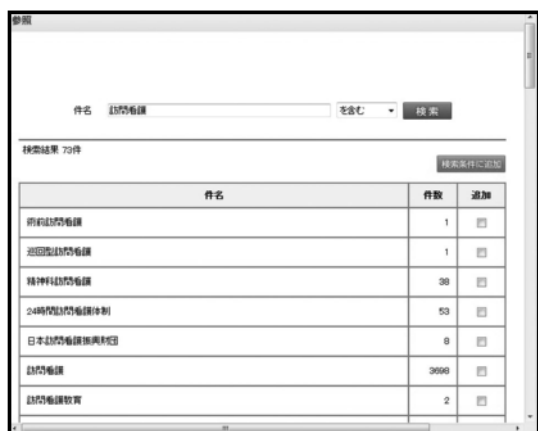 参照
件名 訪問看護 を含む 検索
検索結果 73件
検索条件に追加
件名 件数 追加
術前訪問看護 1
巡回型訪問看護 1
精神科訪問看護 38
24時間訪問看護体制 53
日本訪問看護振興財団 8
訪問看護 3698
訪問看護教育 2